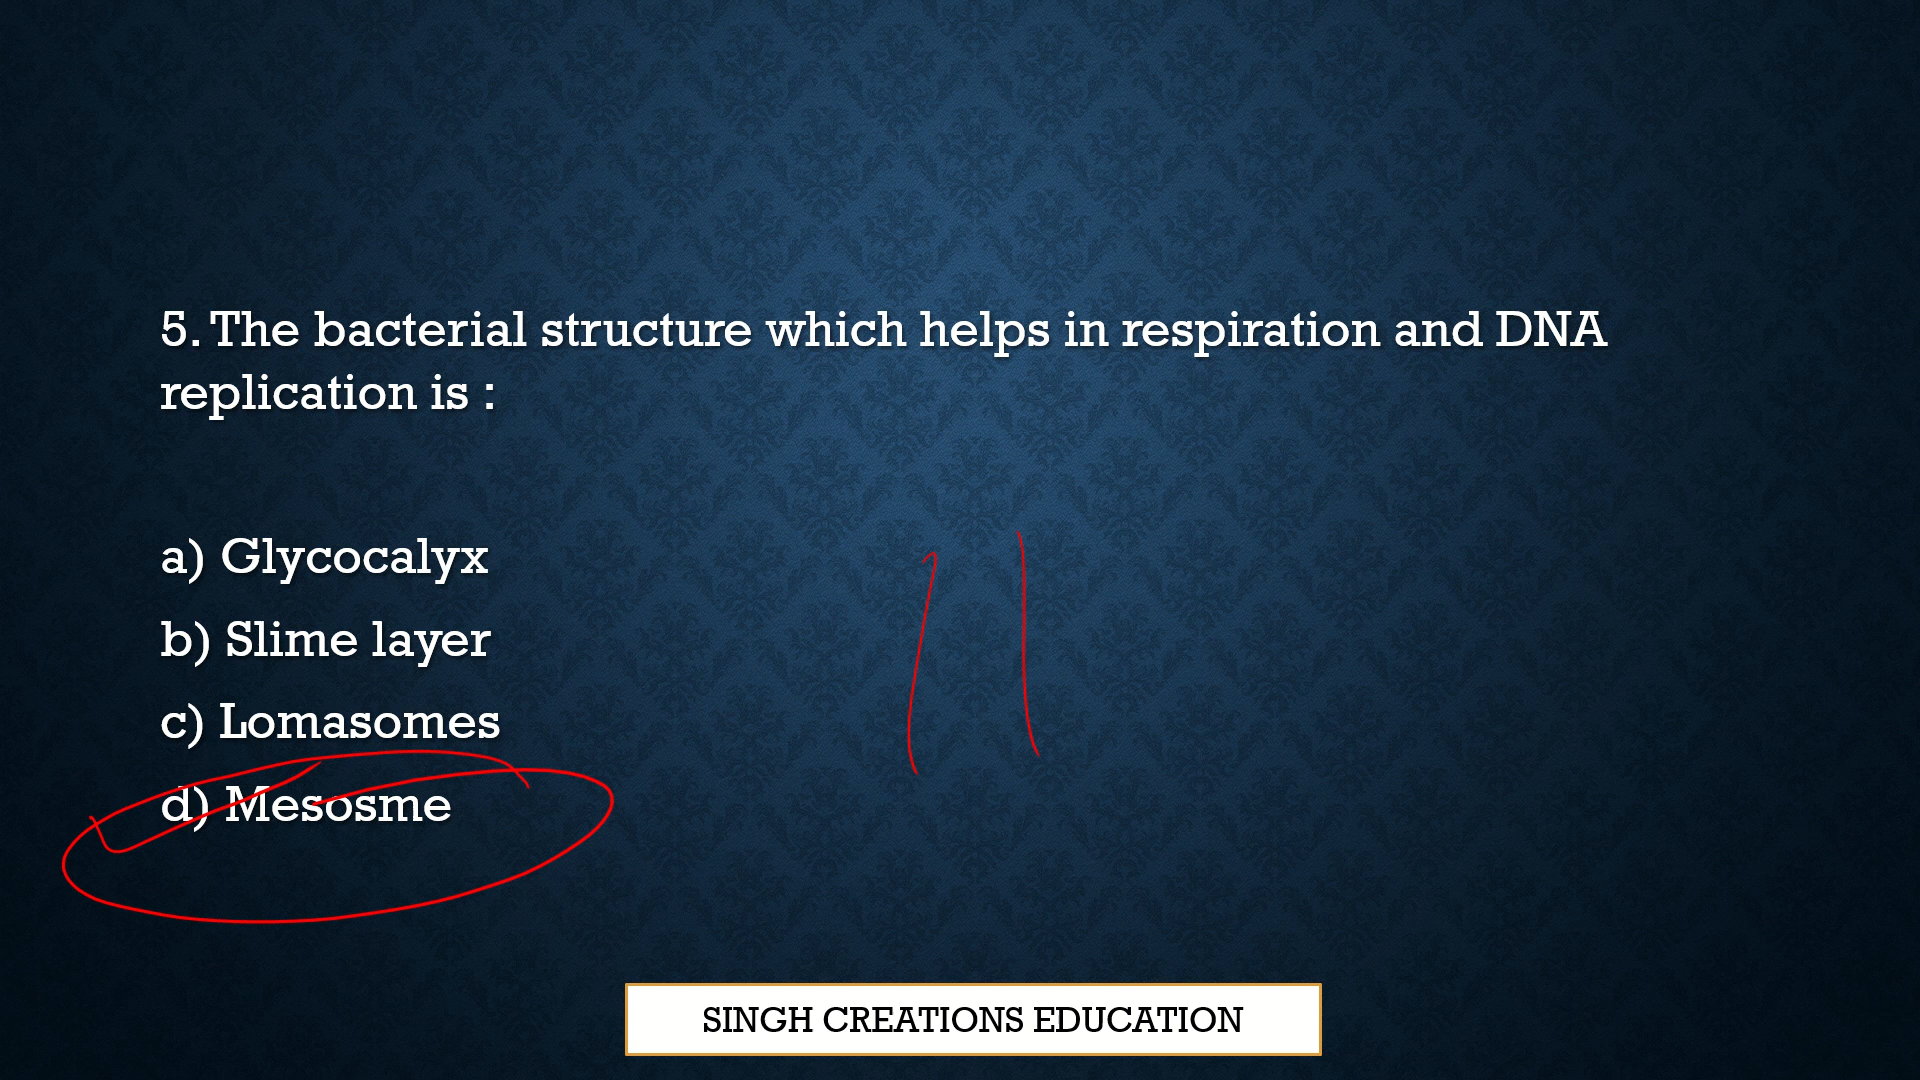 5. The bacterial structure which helps in respiration and DNA
replication is :
a) Glycocalyx
b) Slime layer
c) Lomasomes
d) Mesosme
SINGH CREATIONS EDUCATION